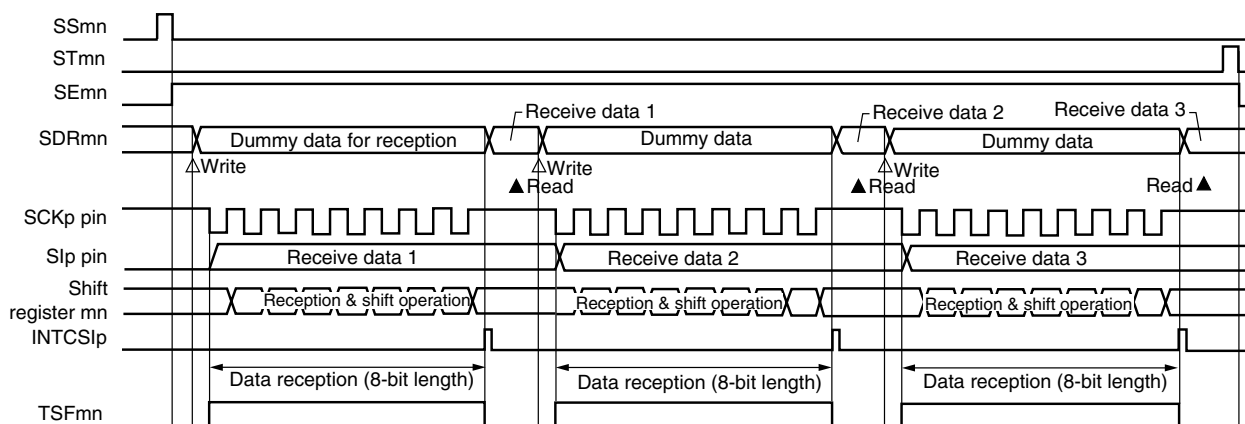 SSmn
STmn
SEmn
Receive data 1
Receive data 2
Receive data 3
SDRmn
Dummy data for reception
Dummy data
Dummy data
△Write
△Write
△Write
▲Read
▲Read
Read▲
SCKp pin
SIp pin
Receive data 1
Receive data 2
Receive data 3
Shift
register mn
Reception & shift operation
Reception & shift operation
Reception & shift operation
INTCSIp
Data reception (8-bit length)
Data reception (8-bit length)
Data reception (8-bit length)
TSFmn